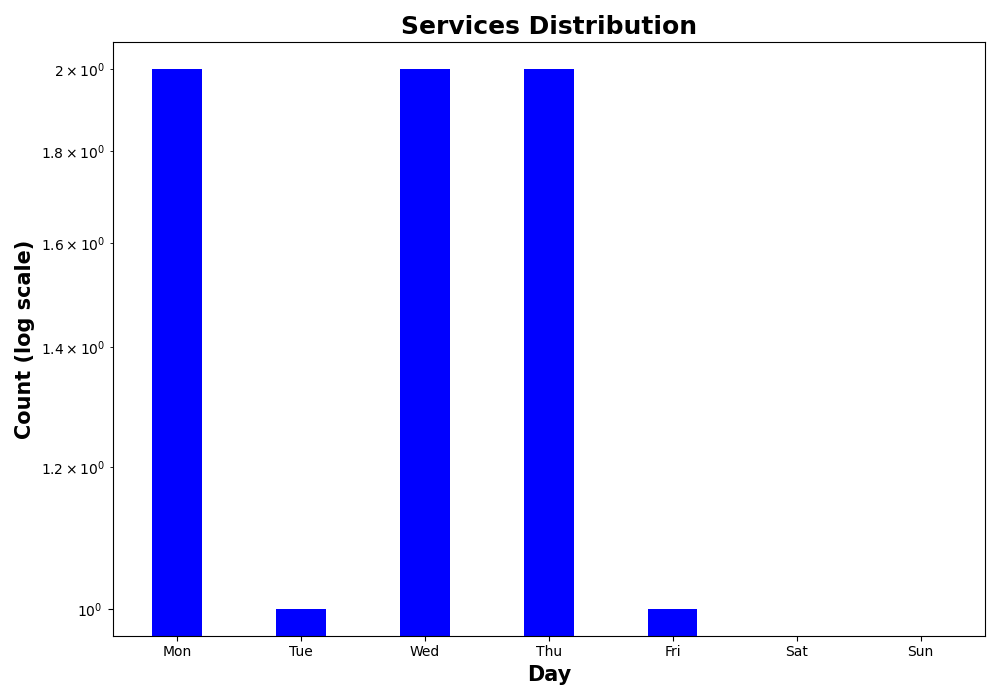 Services Distribution
Count (log scale)
2 × 10⁰
1.8 × 10⁰
1.6 × 10⁰
1.4 × 10⁰
1.2 × 10⁰
10⁰
Mon Tue Wed Thu Fri Sat Sun
Day